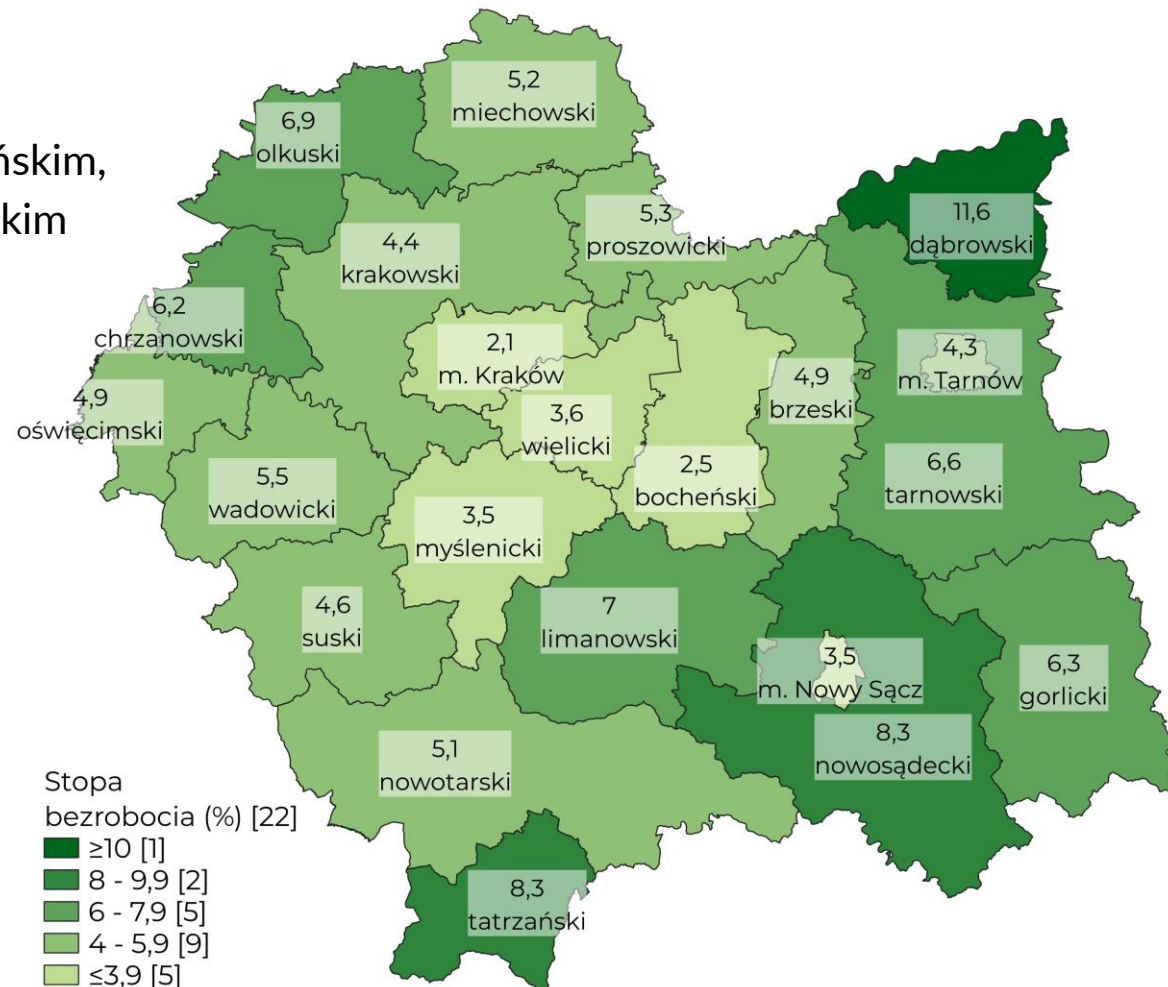 5,2
miechowski
6,9
olkuski
ńskim,
kim
5,3
proszowicki
11,6
dąbrowski
4,4
krakowski
6,2
chrzanowski
2,1
m. Kraków
4,3
m. Tarnów
4,9
brzeski
4,9
oświęcimski
3,6
wielicki
5,5
wadowicki
2,5
bocheński
6,6
tarnowski
3,5
myślenicki
4,6
suski
7
limanowski
3,5
m. Nowy Sącz
6,3
gorlicki
8,3
nowosądecki
5,1
nowotarski
8,3
tatrzański
Stopa
bezrobocia (%) [22]
≥10 [1]
8 - 9,9 [2]
6 - 7,9 [5]
4 - 5,9 [9]
≤3,9 [5]